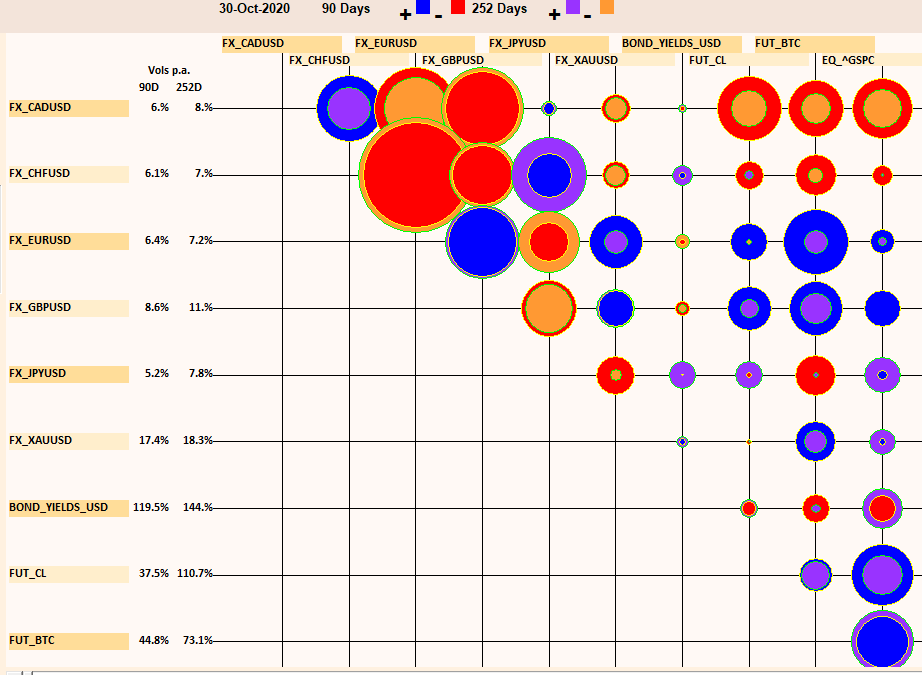 30-Oct-2020 90 Days + - 252 Days + -
FX_CADUSD FX_EURUSD FX_JPYUSD BOND_YIELDS_USD FUT_BTC
FX_CHFUSD FX_GBPUSD FX_XAUUSD FUT_CL EQ_^GSPC
Vols p.a.
90D 252D
FX_CADUSD 6.% 8.%
FX_CHFUSD 6.1% 7.%
FX_EURUSD 6.4% 7.2%
FX_GBPUSD 8.6% 11.%
FX_JPYUSD 5.2% 7.8%
FX_XAUUSD 17.4% 18.3%
BOND_YIELDS_USD 119.5% 144.%
FUT_CL 37.5% 110.7%
FUT_BTC 44.8% 73.1%